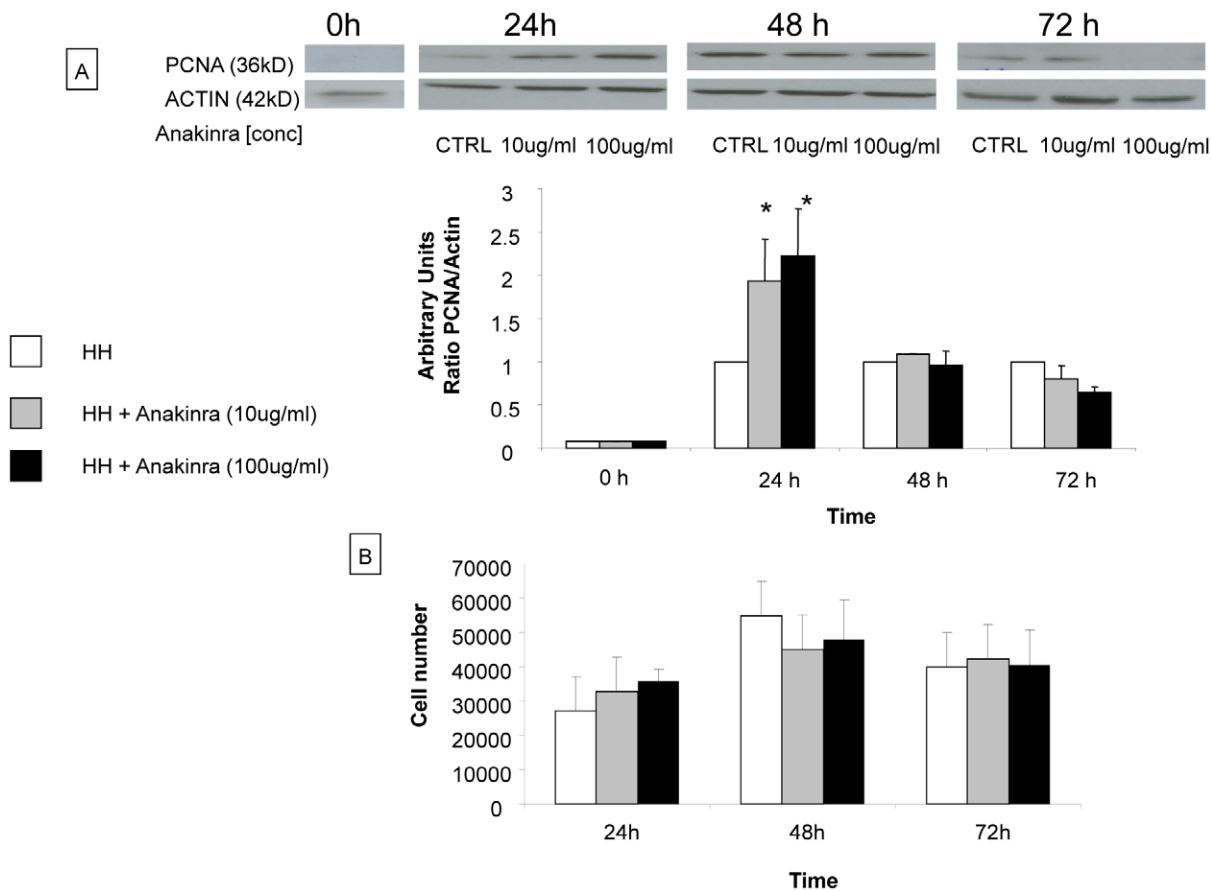 0h 24h 48 h 72 h
A
PCNA (36kD)
ACTIN (42kD)
Anakinra [conc]
CTRL 10ug/ml 100ug/ml CTRL 10ug/ml 100ug/ml CTRL 10ug/ml 100ug/ml
Arbitrary Units
Ratio PCNA/Actin
3
2.5
2
1.5
1
0.5
0
* *
0 h 24 h 48 h 72 h
Time
HH
HH + Anakinra (10ug/ml)
HH + Anakinra (100ug/ml)
B
Cell number
70000
60000
50000
40000
30000
20000
10000
0
24h 48h 72h
Time